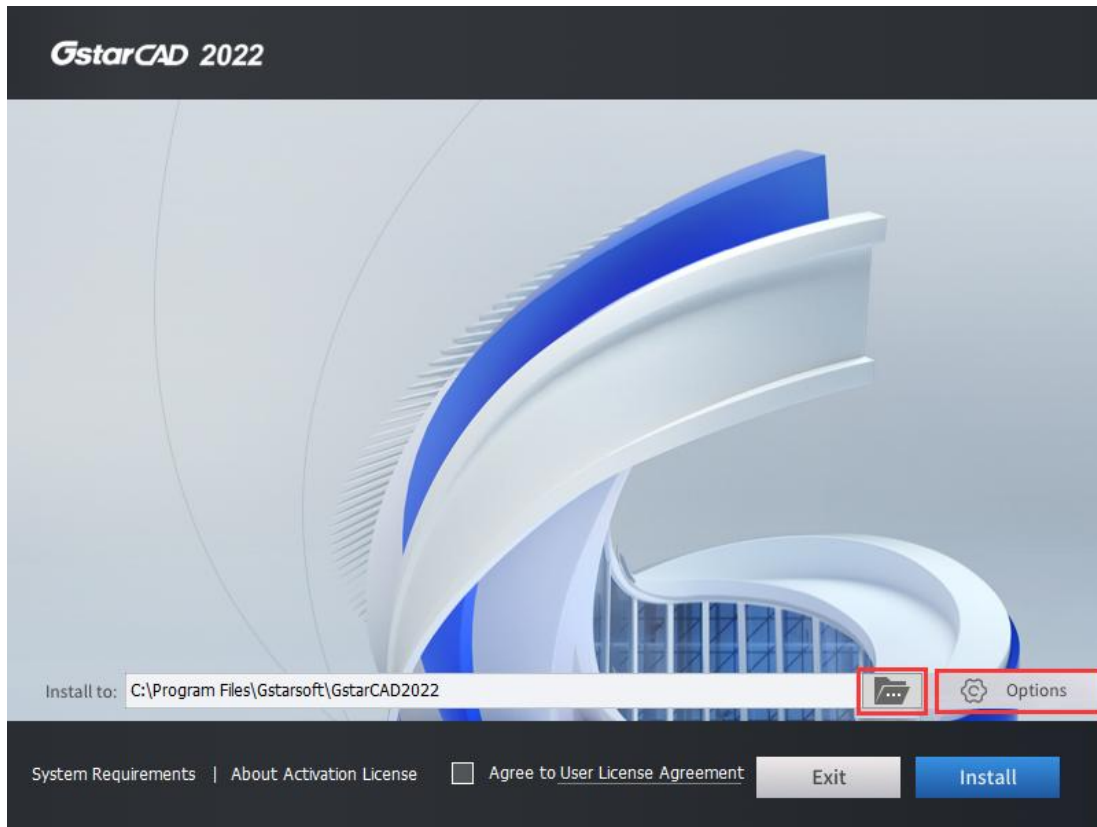 GstarCAD 2022
Install to: C:\Program Files\Gstarsoft\GstarCAD2022 Options
System Requirements | About Activation License Agree to User License Agreement Exit Install